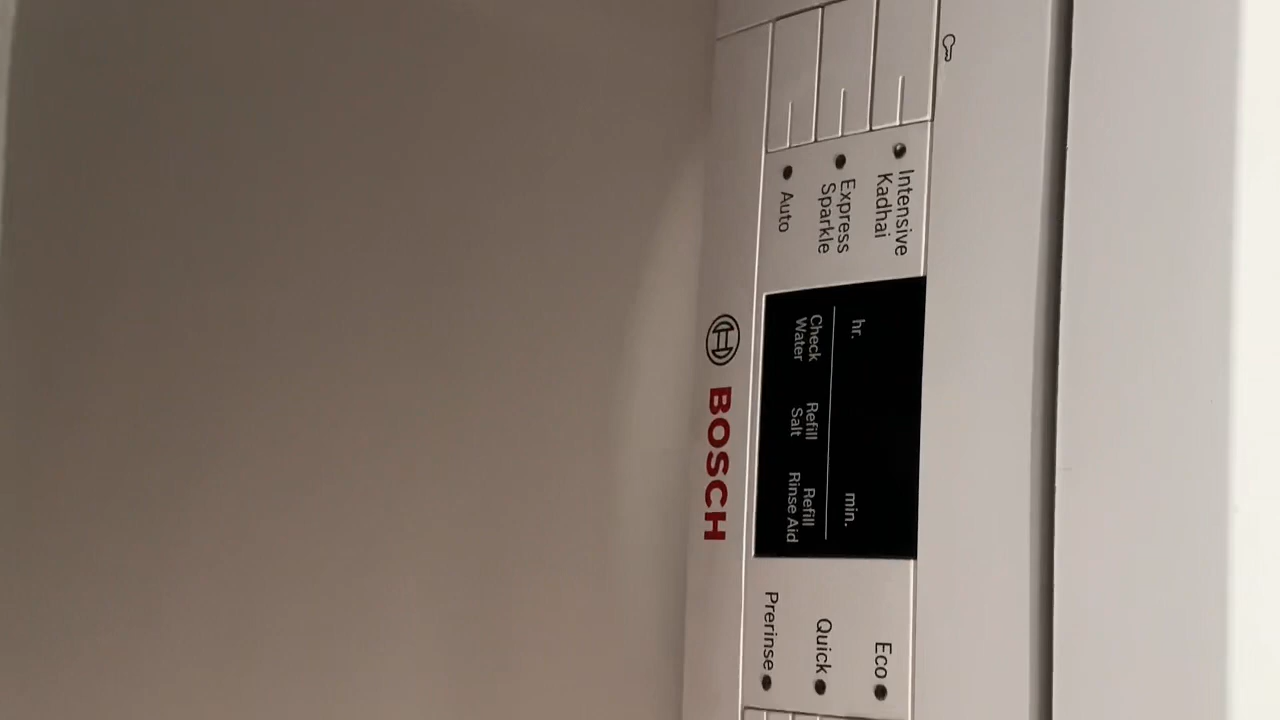 Intensive
Kadhai
Express
Sparkle
Auto
hr.
min.
Check
Water
Refill
Salt
Refill
Rinse Aid
Eco
Quick
Prerinse
BOSCH